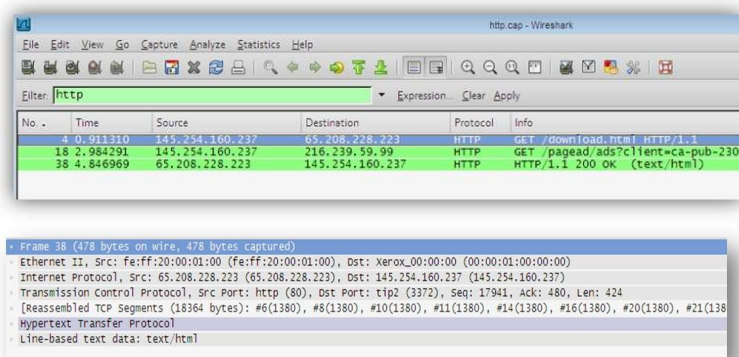 http.cap - Wireshark
File Edit View Go Capture Analyze Statistics Help
Filter: http Expression... Clear Apply
No. . Time Source Destination Protocol Info
4 0.911310 145.254.160.237 65.208.228.223 HTTP GET /download.html HTTP/1.1
18 2.984291 145.254.160.237 216.239.59.99 HTTP GET /pagead/ads?client=ca-pub-230
38 4.846969 65.208.228.223 145.254.160.237 HTTP HTTP/1.1 200 OK (text/html)
Frame 38 (478 bytes on wire, 478 bytes captured)
Ethernet II, Src: fe:ff:20:00:01:00 (fe:ff:20:00:01:00), Dst: Xerox_00:00:00 (00:00:01:00:00:00)
Internet Protocol, Src: 65.208.228.223 (65.208.228.223), Dst: 145.254.160.237 (145.254.160.237)
Transmission Control Protocol, Src Port: http (80), Dst Port: tip2 (3372), Seq: 17941, Ack: 480, Len: 424
[Reassembled TCP Segments (18364 bytes): #6(1380), #8(1380), #10(1380), #11(1380), #14(1380), #16(1380), #20(1380), #21(138
Hypertext Transfer Protocol
Line-based text data: text/html